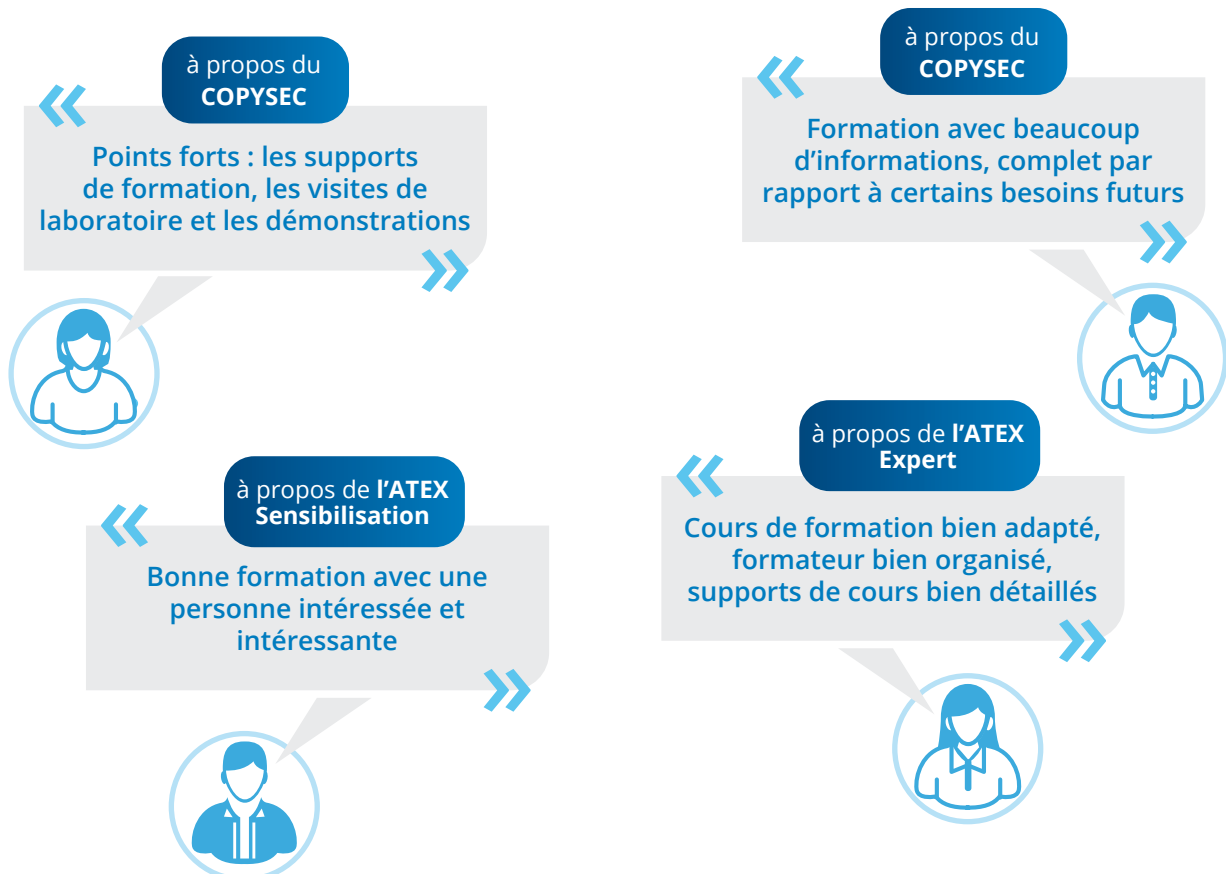 à propos du
COPYSEC
«
Points forts : les supports
de formation, les visites de
laboratoire et les démonstrations
»
à propos du
COPYSEC
«
Formation avec beaucoup
d’informations, complet par
rapport à certains besoins futurs
»
à propos de l’ATEX
Sensibilisation
«
Bonne formation avec une
personne intéressée et
intéressante
»
à propos de l’ATEX
Expert
«
Cours de formation bien adapté,
formateur bien organisé,
supports de cours bien détaillés
»